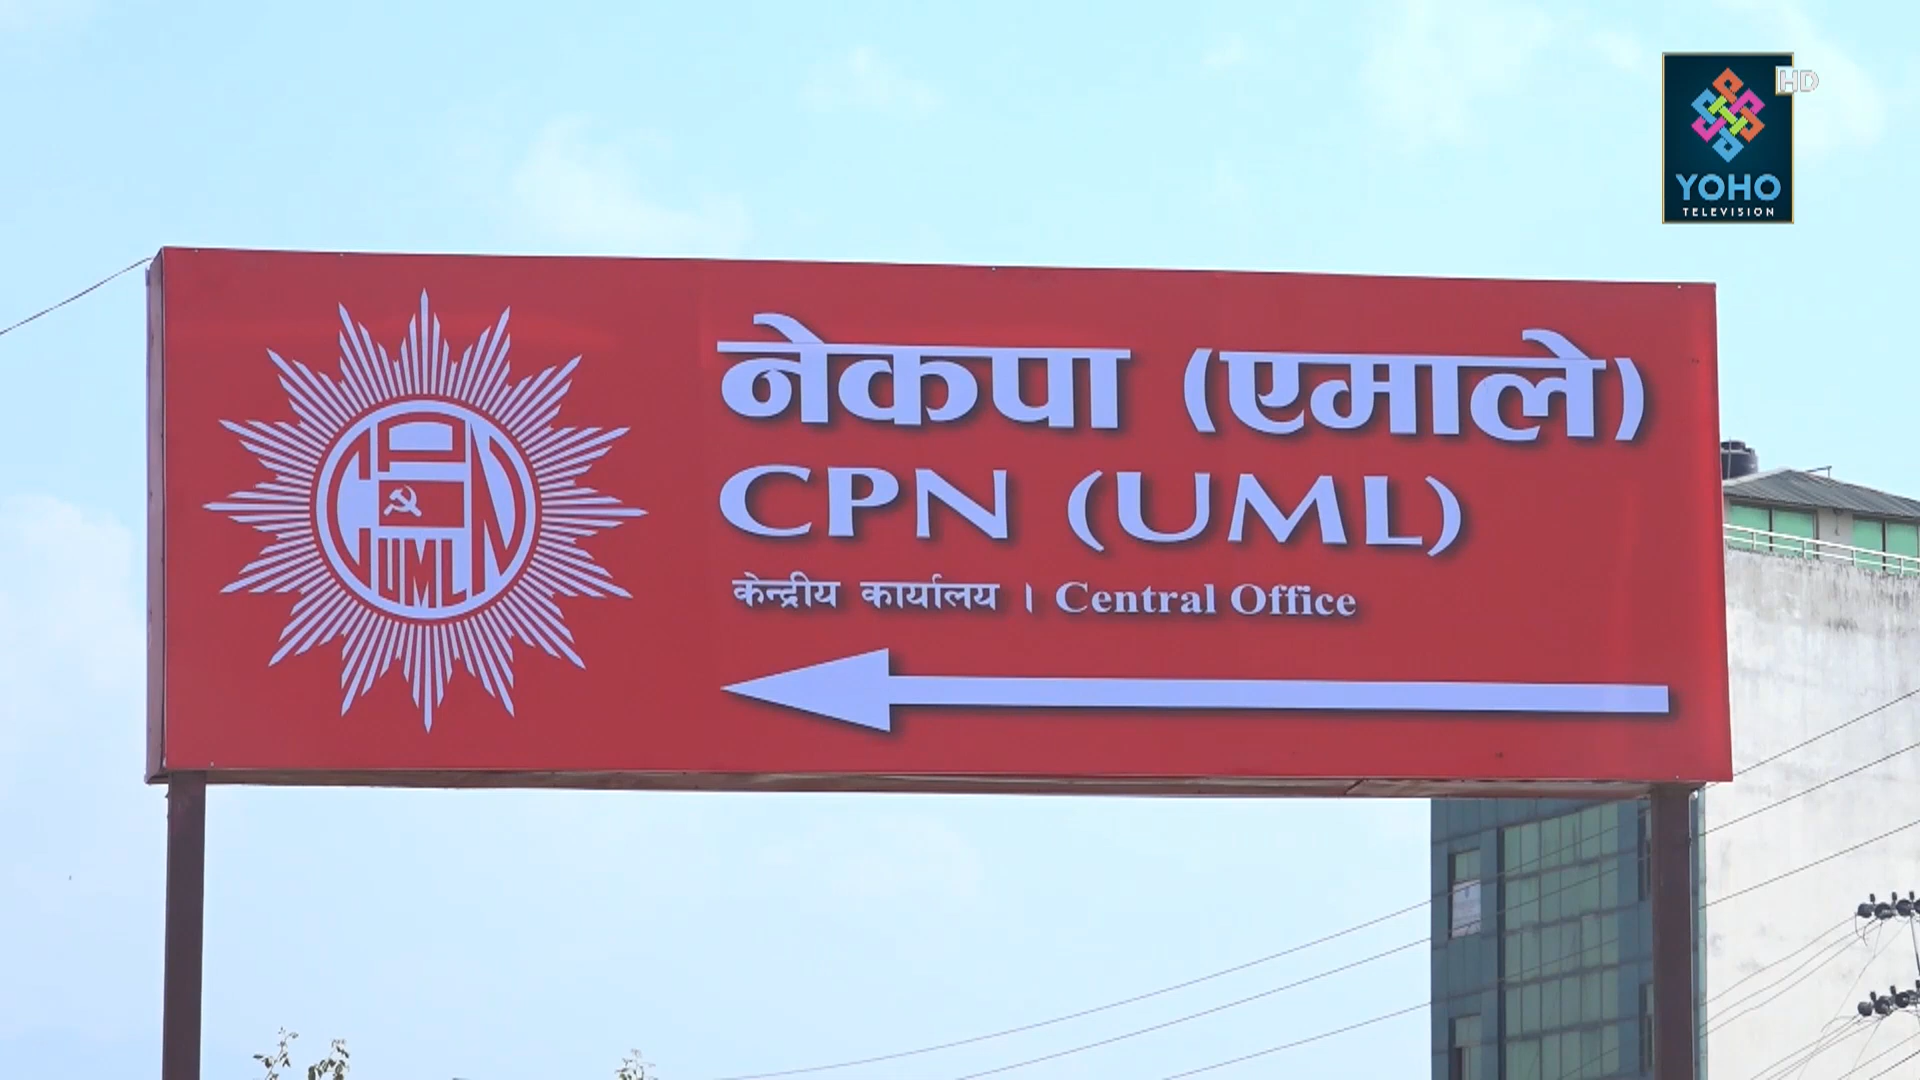 HD
YOHO
TELEVISION
नेकपा (एमाले)
CPN (UML)
केन्द्रीय कार्यालय । Central Office
CPN
UML